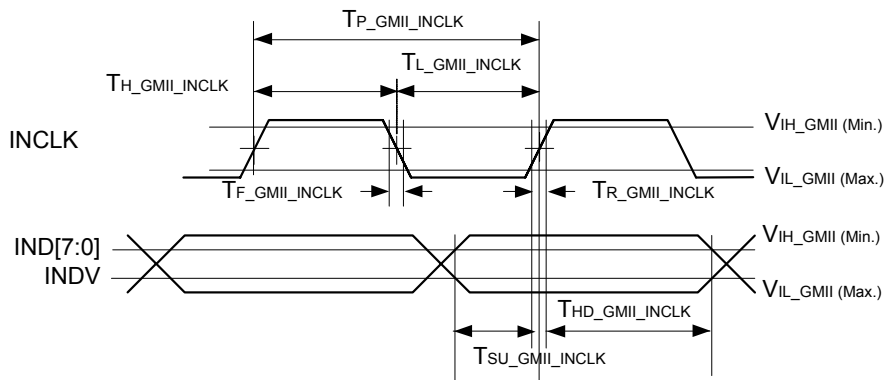 TP_GMII_INCLK
TL_GMII_INCLK
TH_GMII_INCLK
VIH_GMII (Min.)
INCLK
VIL_GMII (Max.)
TF_GMII_INCLK
TR_GMII_INCLK
VIH_GMII (Min.)
IND[7:0]
INDV
VIL_GMII (Max.)
THD_GMII_INCLK
TSU_GMII_INCLK